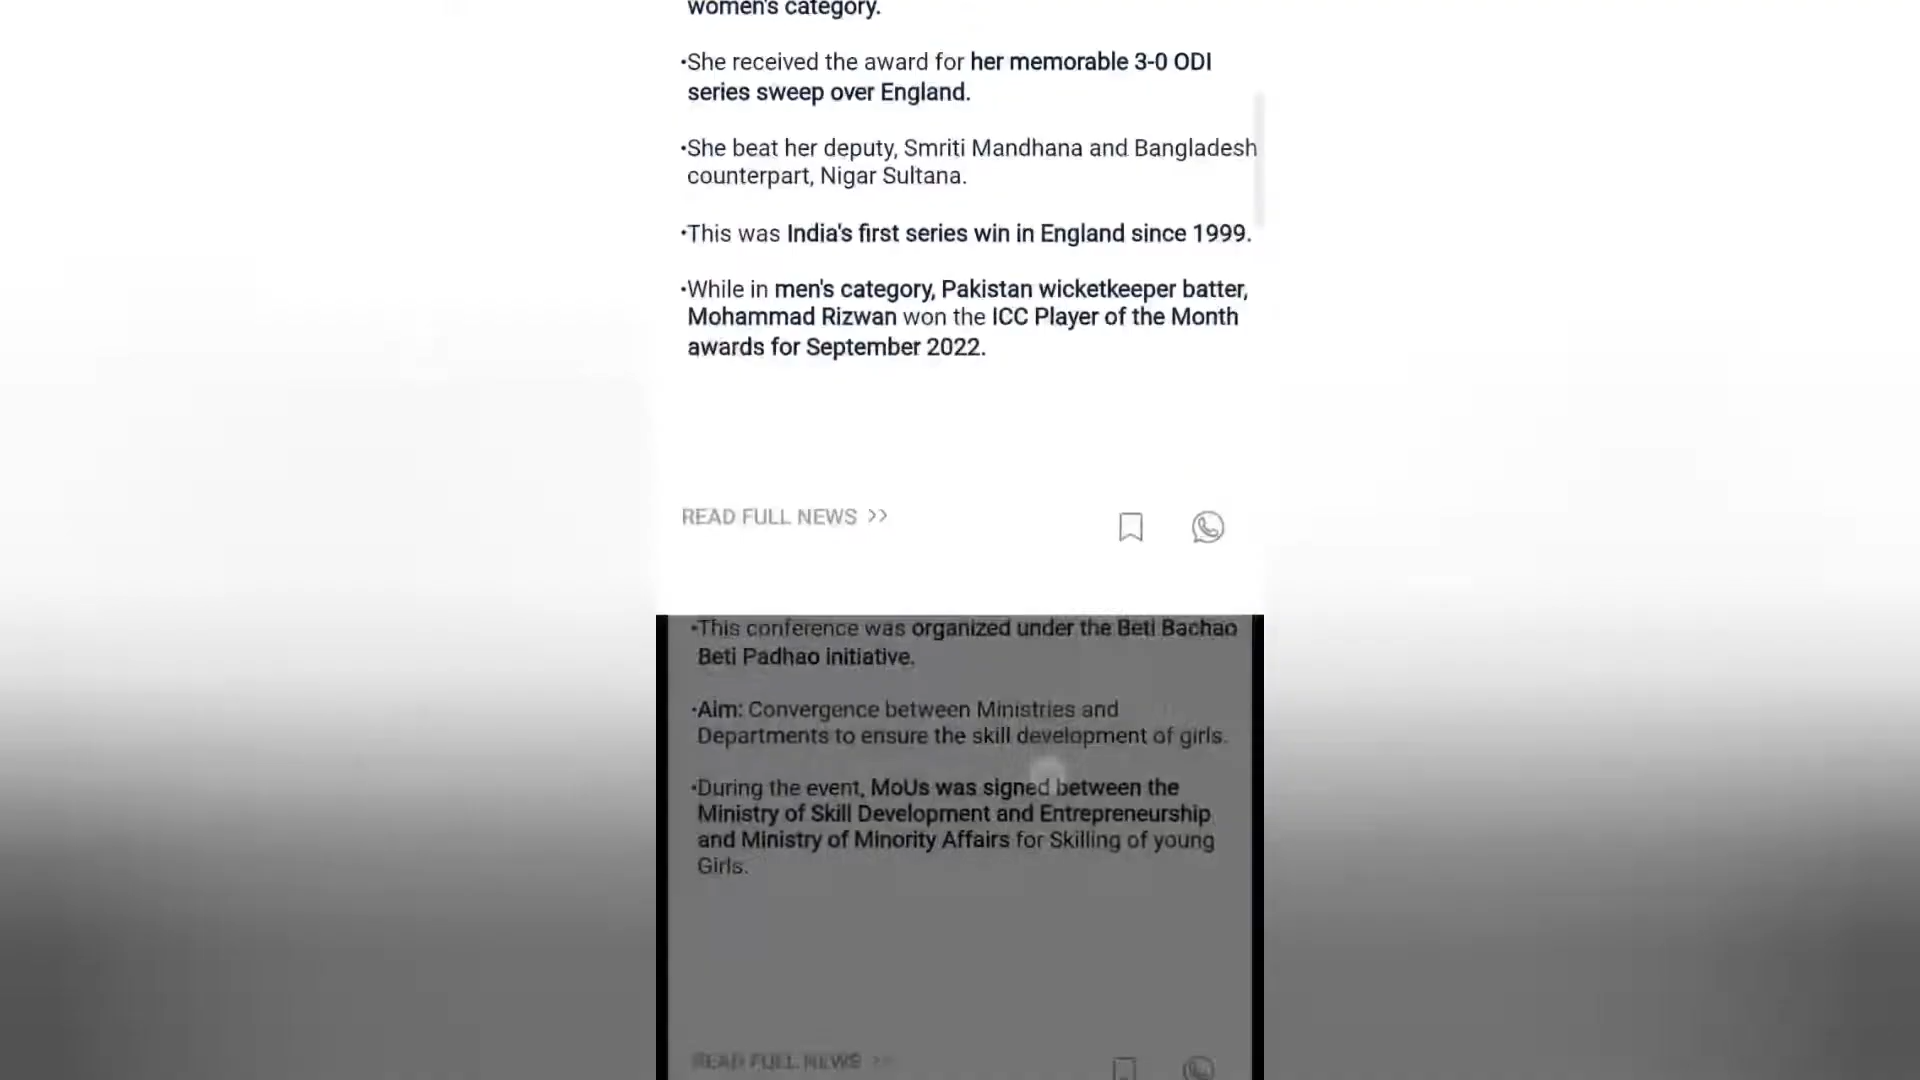 women's category.
•She received the award for her memorable 3-0 ODI
series sweep over England.
•She beat her deputy, Smriti Mandhana and Bangladesh
counterpart, Nigar Sultana.
•This was India's first series win in England since 1999.
•While in men's category, Pakistan wicketkeeper batter,
Mohammad Rizwan won the ICC Player of the Month
awards for September 2022.
READ FULL NEWS >>
•This conference was organized under the Beti Bachao
Beti Padhao initiative.
•Aim: Convergence between Ministries and
Departments to ensure the skill development of girls.
•During the event, MoUs was signed between the
Ministry of Skill Development and Entrepreneurship
and Ministry of Minority Affairs for Skilling of young
Girls.
READ FULL NEWS >>